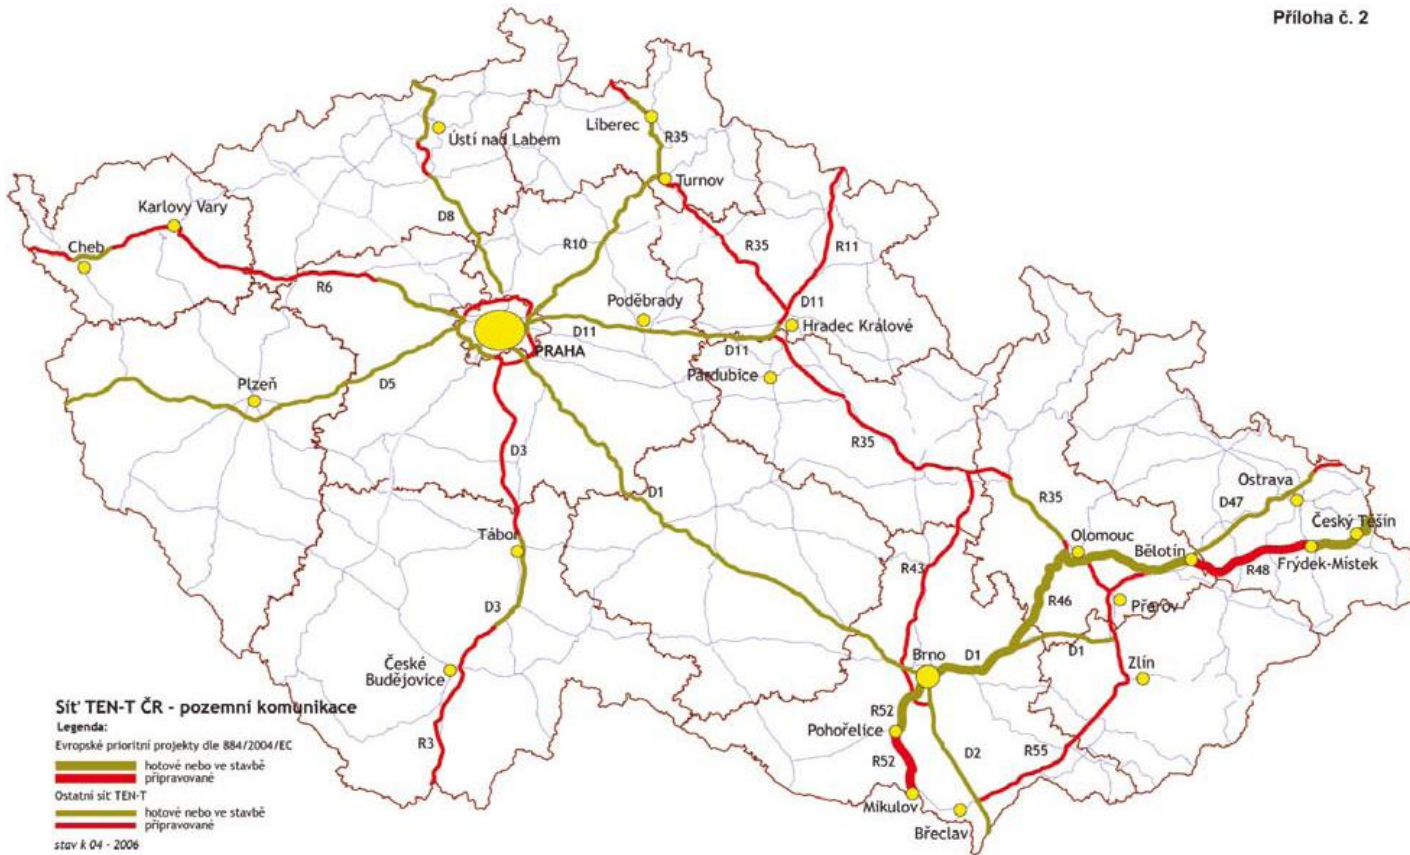 Příloha č. 2
Liberec
R35
Ústí nad Labem
Turnov
Karlovy Vary
D8
R10
R35
R11
Cheb
R6
Poděbrady
D11
D11
Hradec Králové
D11
PRAHA
Pardubice
Plzeň
D5
R35
D3
D1
R35
Ostrava
D47
Český Těšín
Tábor
Olomouc
Bělotín
R43
R48
Frýdek-Místek
R46
Přerov
D3
Brno
D1
D1
Zlín
České
Budějovice
R52
Pohořelice
R3
R52
D2
R55
Mikulov
Břeclav
Síť TEN-T ČR - pozemní komunikace
Legenda:
Evropské prioritní projekty dle 884/2004/EC
hotové nebo ve stavbě
připravované
Ostatní síť TEN-T
hotové nebo ve stavbě
připravované
stav k 04 - 2006